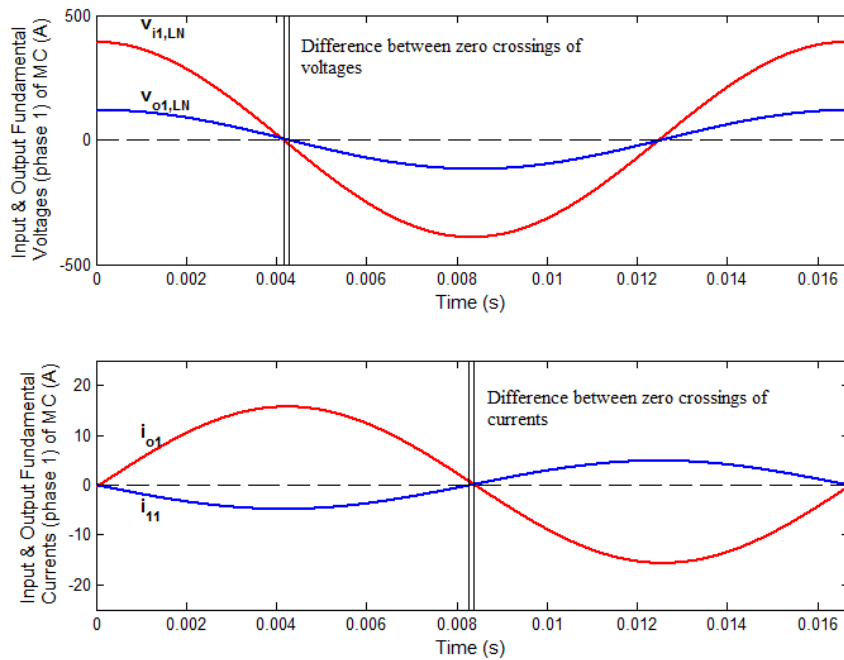 Input & Output Fundamental
Voltages (phase 1) of MC (A)
500
0
-500
v_i1,LN
v_o1,LN
Difference between zero crossings of
voltages
0 0.002 0.004 0.006 0.008 0.01 0.012 0.014 0.016
Time (s)
Input & Output Fundamental
Currents (phase 1) of MC (A)
20
10
0
-10
-20
i_o1
i_11
Difference between zero crossings of
currents
0 0.002 0.004 0.006 0.008 0.01 0.012 0.014 0.016
Time (s)